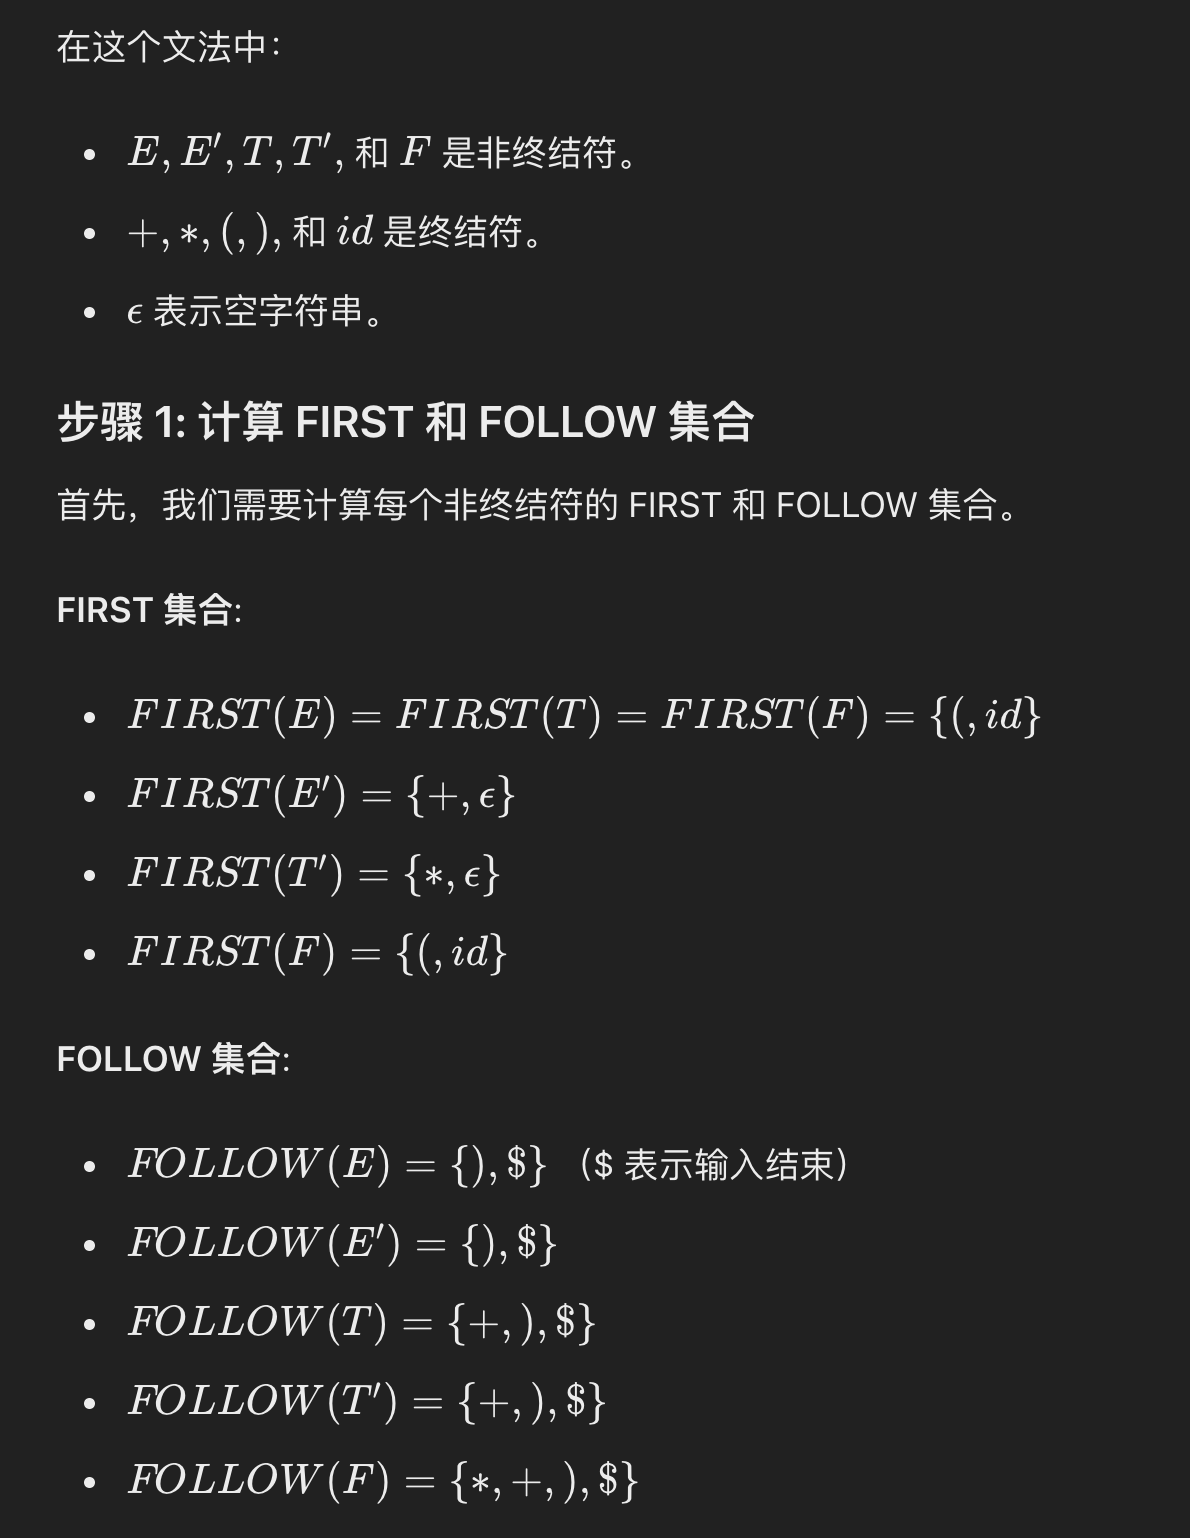 在这个文法中：
• E, E′, T, T′, 和 F 是非终结符。
• +, *, (, ), 和 id 是终结符。
• ϵ 表示空字符串。
步骤 1: 计算 FIRST 和 FOLLOW 集合
首先，我们需要计算每个非终结符的 FIRST 和 FOLLOW 集合。
FIRST 集合:
• FIRST(E) = FIRST(T) = FIRST(F) = {(, id}
• FIRST(E′) = {+, ϵ}
• FIRST(T′) = {*, ϵ}
• FIRST(F) = {(, id}
FOLLOW 集合:
• FOLLOW(E) = {), $} （$ 表示输入结束）
• FOLLOW(E′) = {), $}
• FOLLOW(T) = {+, ), $}
• FOLLOW(T′) = {+, ), $}
• FOLLOW(F) = {*, +, ), $}